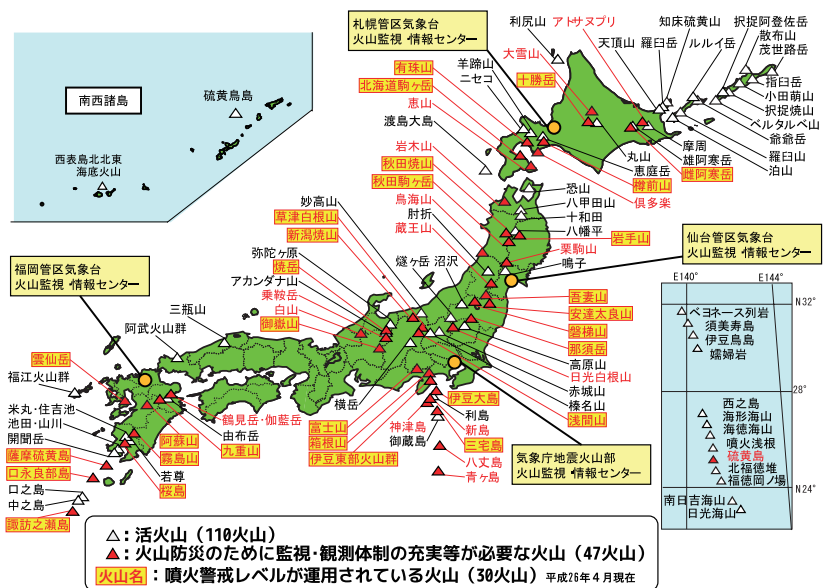 札幌管区気象台
火山監視・情報センター
利尻山
アトサヌプリ
大雪山
十勝岳
天頂山
羅臼岳
知床硫黄山
ルルイ岳
択捉阿登佐岳
散布山
茂世路岳
指臼岳
小田萌山
択捉焼山
ベルタルベ山
爺爺岳
羅臼山
泊山
摩周
雄阿寒岳
雌阿寒岳
丸山
恵庭岳
樽前山
倶多楽
羊蹄山
ニセコ
有珠山
北海道駒ヶ岳
恵山
渡島大島
岩木山
秋田焼山
秋田駒ヶ岳
鳥海山
肘折
蔵王山
恐山
八甲田山
十和田
八幡平
岩手山
栗駒山
鳴子
仙台管区気象台
火山監視・情報センター
南西諸島
硫黄鳥島
西表島北北東
海底火山
妙高山
草津白根山
新潟焼山
弥陀ヶ原
焼岳
アカンダナ山
乗鞍岳
白山
御嶽山
燧ヶ岳
沼沢
吾妻山
安達太良山
磐梯山
那須岳
高原山
日光白根山
赤城山
榛名山
浅間山
横岳
福岡管区気象台
火山監視・情報センター
三瓶山
阿武火山群
雲仙岳
福江火山群
米丸・住吉池
池田・山川
開聞岳
薩摩硫黄島
口永良部島
口之島
中之島
諏訪之瀬島
鶴見岳・伽藍岳
由布岳
九重山
阿蘇山
霧島山
若尊
桜島
富士山
箱根山
伊豆東部火山群
伊豆大島
利島
新島
神津島
三宅島
御蔵島
八丈島
青ヶ島
気象庁地震火山部
火山監視・情報センター
E140°
E144°
N32°
28°
N24°
ベヨネース列岩
須美寿島
伊豆鳥島
孀婦岩
西之島
海形海山
海徳海山
噴火浅根
硫黄島
北福徳堆
福徳岡ノ場
南日吉海山
日光海山
△：活火山（110火山）
▲：火山防災のために監視・観測体制の充実等が必要な火山（47火山）
火山名：噴火警戒レベルが運用されている火山（30火山） 平成26年4月現在